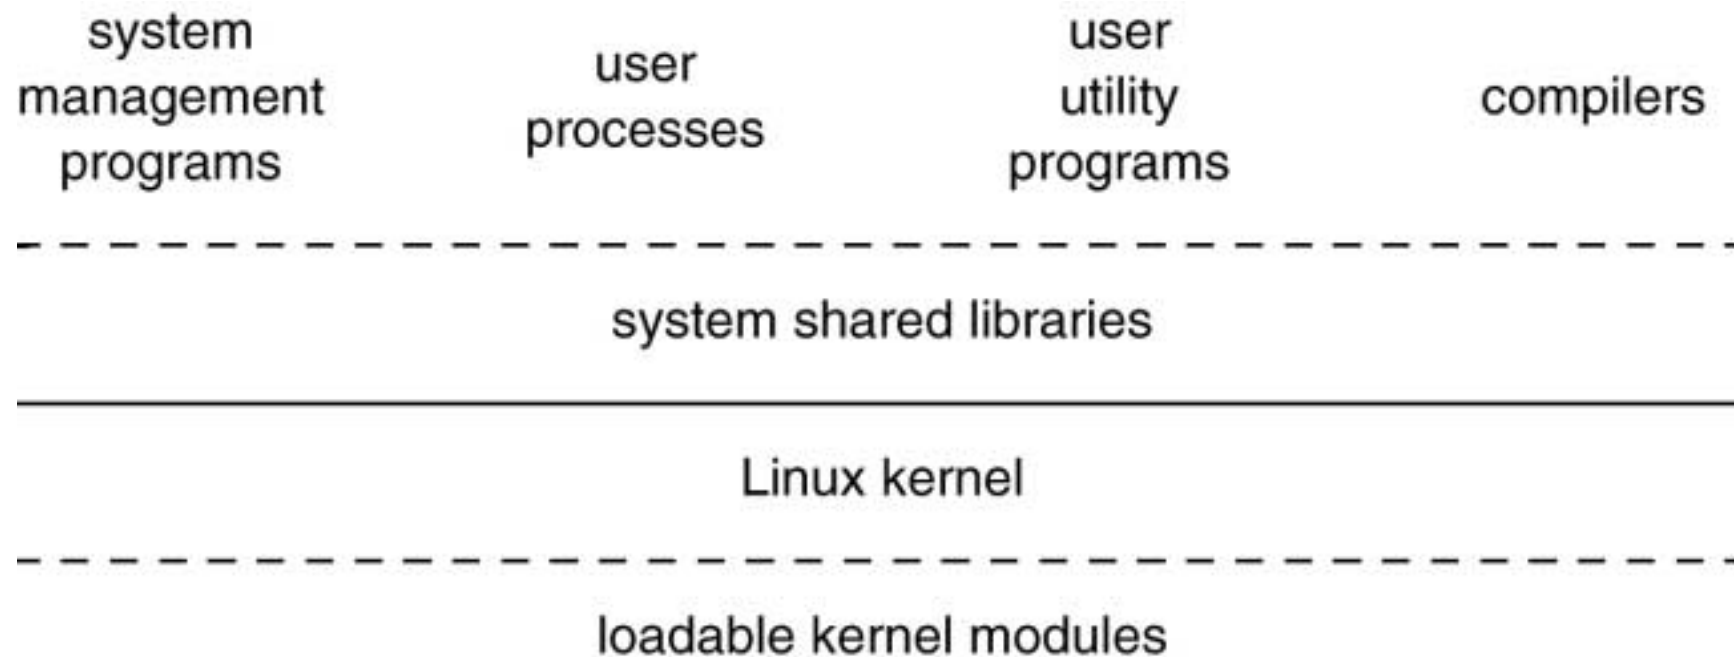 system
management
programs
user
processes
user
utility
programs
compilers
system shared libraries
Linux kernel
loadable kernel modules